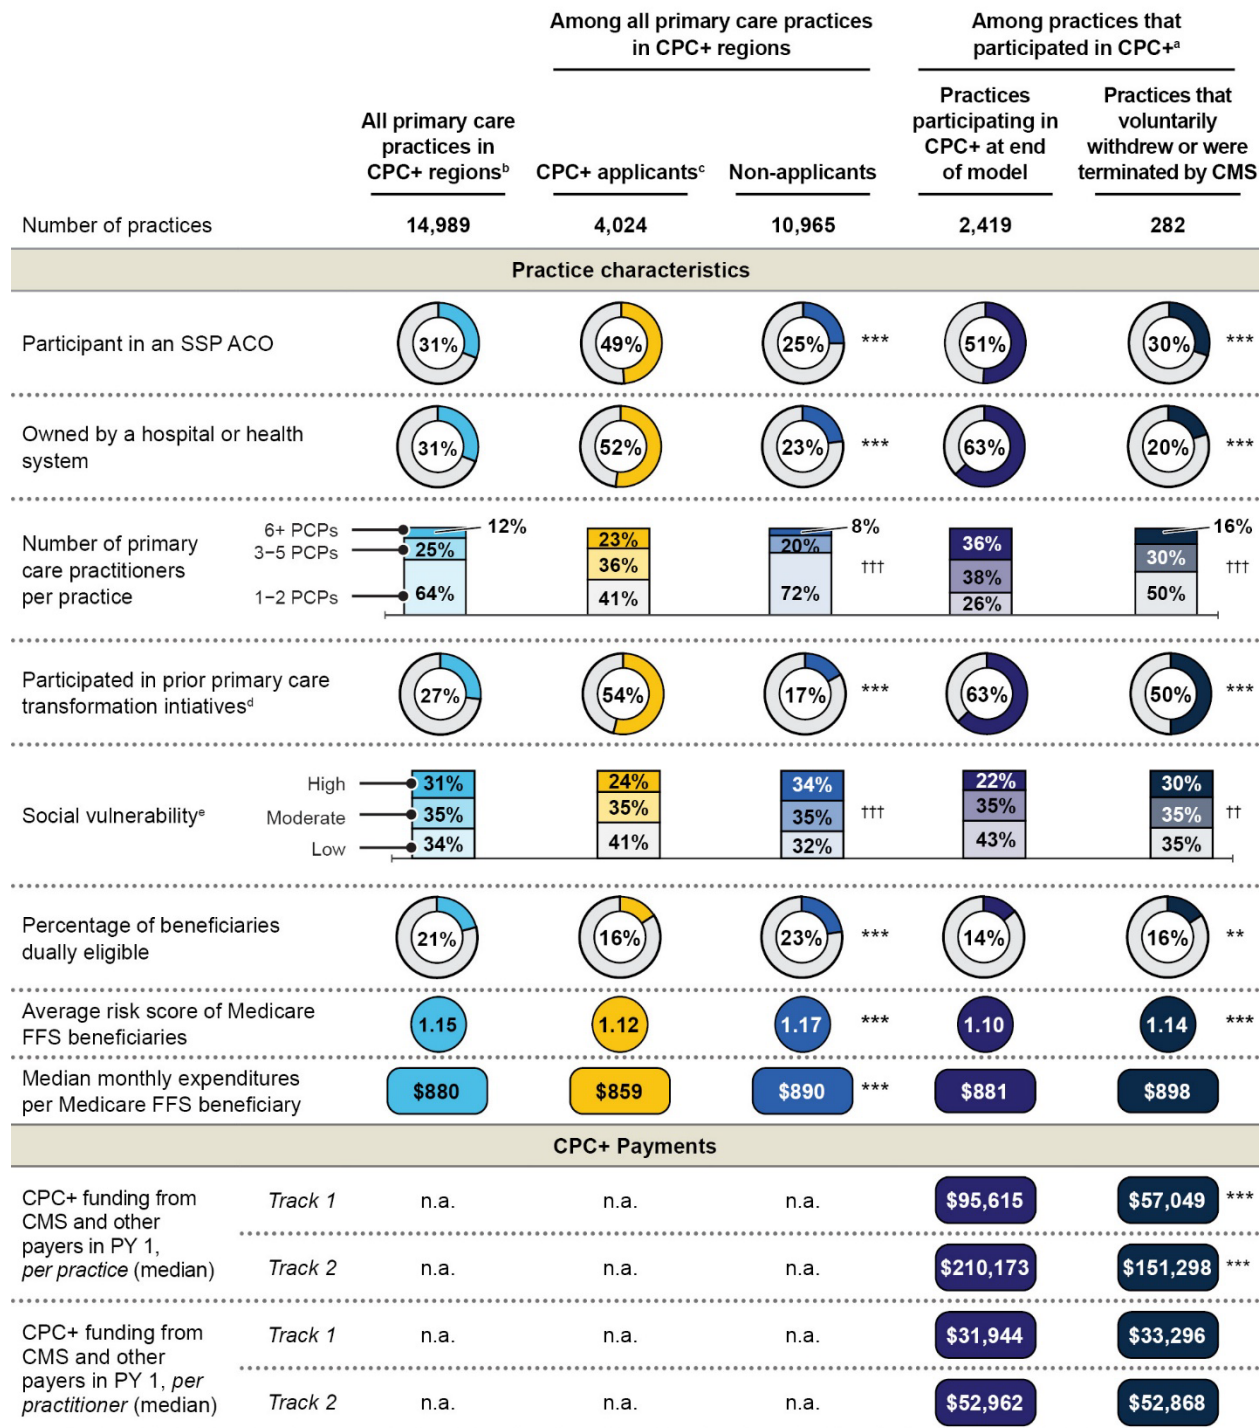 Among all primary care practices
in CPC+ regions
Among practices that
participated in CPC+ᵃ
All primary care
practices in
CPC+ regionsᵇ
CPC+ applicantsᶜ
Non-applicants
Practices
participating in
CPC+ at end
of model
Practices that
voluntarily
withdrew or were
terminated by CMS
Number of practices 14,989 4,024 10,965 2,419 282
Practice characteristics
Participant in an SSP ACO 31% 49% 25% *** 51% 30% ***
Owned by a hospital or health
system
31% 52% 23% *** 63% 20% ***
Number of primary
care practitioners
per practice
6+ PCPs 12% 23% 8% 36% 16%
3–5 PCPs 25% 36% 20% ††† 38% 30% †††
1–2 PCPs 64% 41% 72% 26% 50%
Participated in prior primary care
transformation intiativesᵈ
27% 54% 17% *** 63% 50% ***
Social vulnerabilityᵉ
High 31% 24% 34% 22% 30%
Moderate 35% 35% 35% ††† 35% 35% ††
Low 34% 41% 32% 43% 35%
Percentage of beneficiaries
dually eligible
21% 16% 23% *** 14% 16% **
Average risk score of Medicare
FFS beneficiaries
1.15 1.12 1.17 *** 1.10 1.14 ***
Median monthly expenditures
per Medicare FFS beneficiary
$880 $859 $890 *** $881 $898
CPC+ Payments
CPC+ funding from
CMS and other
payers in PY 1,
per practice (median)
Track 1 n.a. n.a. n.a. $95,615 $57,049 ***
Track 2 n.a. n.a. n.a. $210,173 $151,298 ***
CPC+ funding from
CMS and other
payers in PY 1, per
practitioner (median)
Track 1 n.a. n.a. n.a. $31,944 $33,296
Track 2 n.a. n.a. n.a. $52,962 $52,868